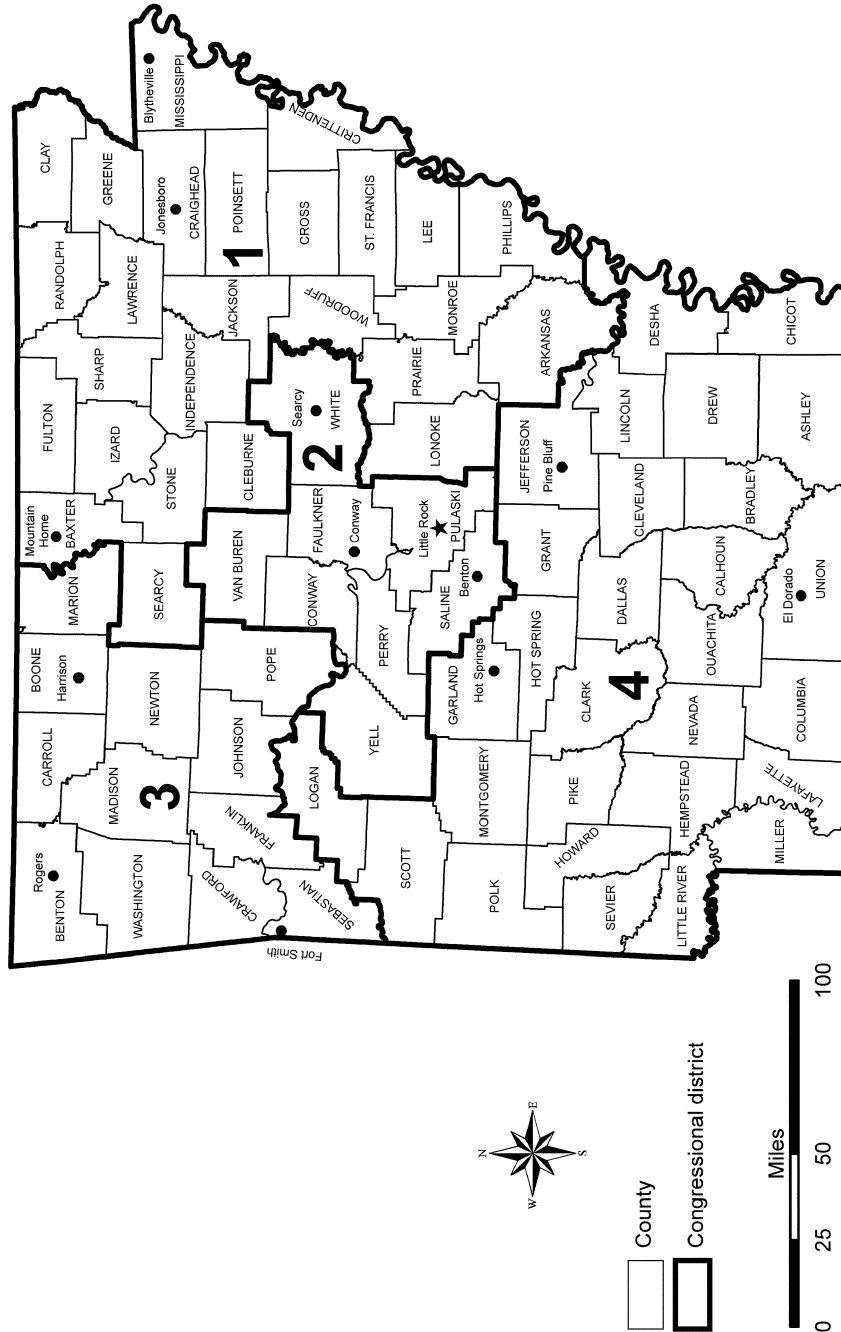 BENTON
Rogers
CARROLL
BOONE
Harrison
MARION
Mountain
Home
BAXTER
FULTON
RANDOLPH
CLAY
WASHINGTON
MADISON
NEWTON
SEARCY
STONE
IZARD
SHARP
LAWRENCE
GREENE
3
CRAWFORD
FRANKLIN
JOHNSON
POPE
VAN BUREN
CLEBURNE
INDEPENDENCE
JACKSON
Jonesboro
CRAIGHEAD
Blytheville
MISSISSIPPI
POINSETT
1
Fort Smith
SEBASTIAN
LOGAN
CONWAY
FAULKNER
Conway
2
Searcy
WHITE
WOODRUFF
CROSS
CRITTENDEN
ST. FRANCIS
SCOTT
YELL
PERRY
Little Rock
PULASKI
LONOKE
PRAIRIE
MONROE
LEE
PHILLIPS
POLK
MONTGOMERY
GARLAND
Hot Springs
SALINE
Benton
HOT SPRING
GRANT
JEFFERSON
Pine Bluff
ARKANSAS
SEVIER
HOWARD
PIKE
CLARK
4
DALLAS
CLEVELAND
LINCOLN
DESHA
LITTLE RIVER
HEMPSTEAD
NEVADA
OUACHITA
CALHOUN
BRADLEY
DREW
CHICOT
MILLER
LAFAYETTE
COLUMBIA
El Dorado
UNION
ASHLEY
N
W
E
S
County
Congressional district
Miles
0 25 50 100